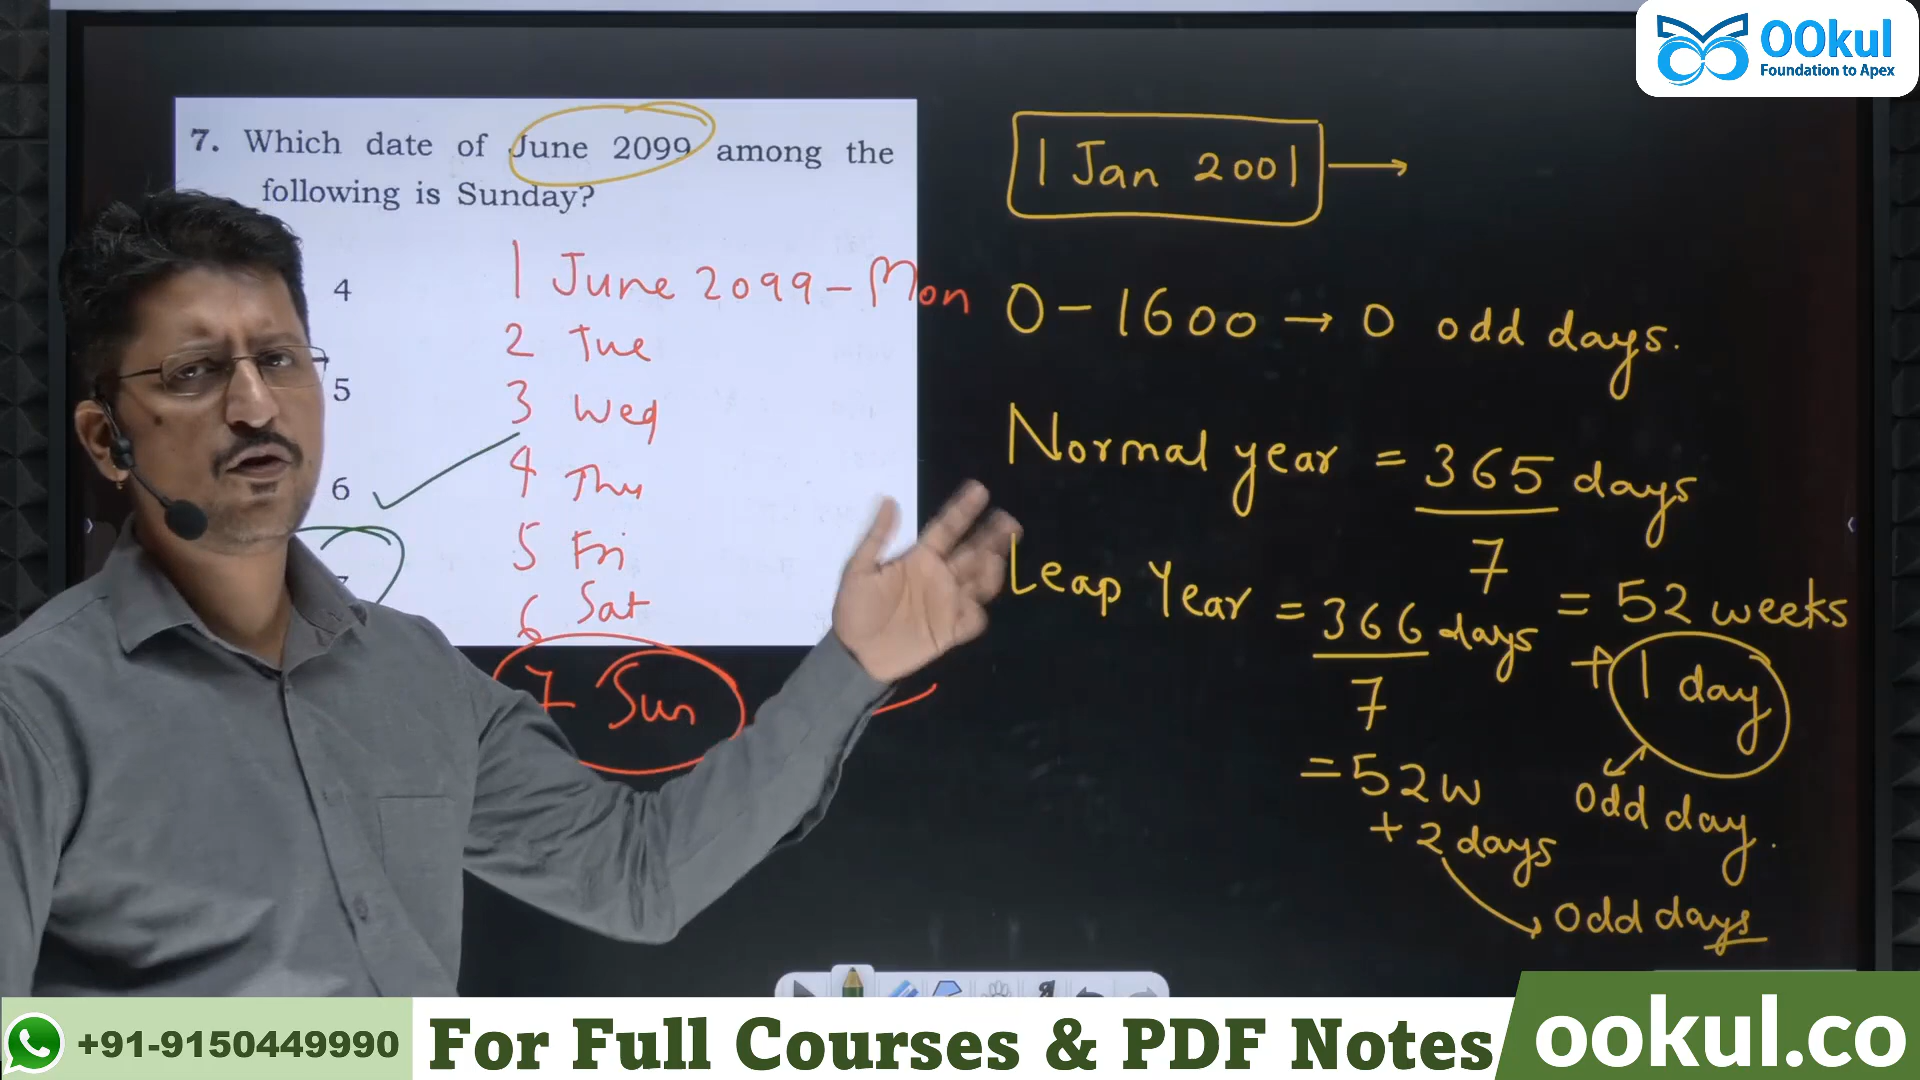 OOkul
Foundation to Apex
7. Which date of June 2099 among the
following is Sunday?
4
5
6
1 June 2099 - Mon
2 Tue
3 Wed
4 Thu
5 Fri
6 Sat
7 Sun
1 Jan 2001 →
0 - 1600 → 0 odd days.
Normal year = 365 days
7
= 52 weeks
+ 1 day
odd day.
Leap Year = 366 days
7
= 52w
+ 2 days
odd days
+91-9150449990
For Full Courses & PDF Notes
ookul.co